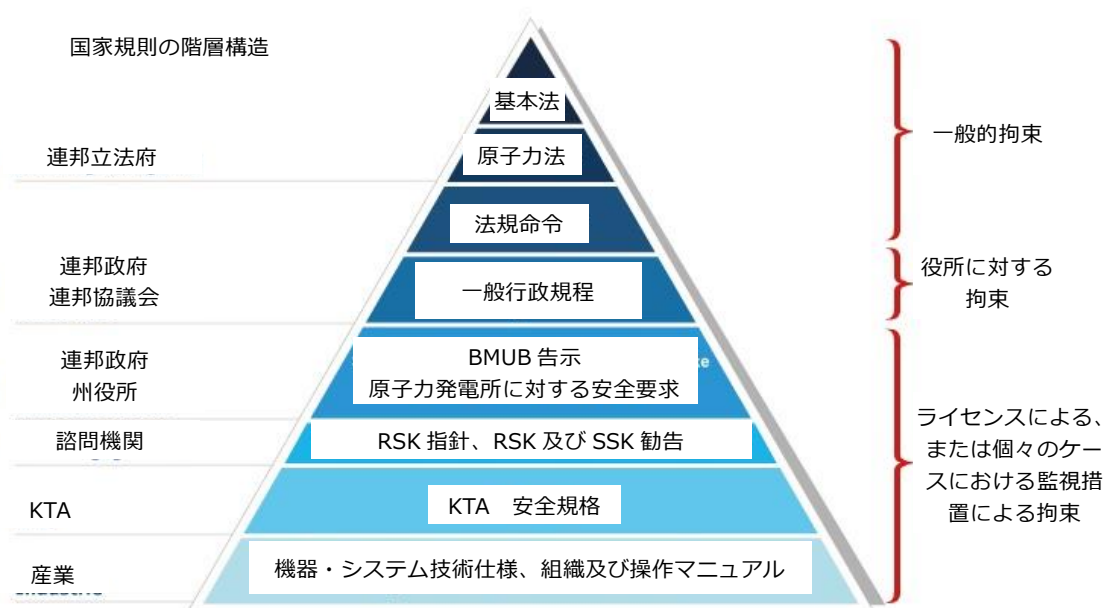 国家規則の階層構造
基本法
一般的拘束
連邦立法府
原子力法
法規命令
連邦政府
連邦協議会
一般行政規程
役所に対する
拘束
連邦政府
州役所
BMUB 告示
原子力発電所に対する安全要求
諮問機関
RSK 指針、RSK 及び SSK 勧告
ライセンスによる、
または個々のケー
スにおける監視措
置による拘束
KTA
KTA 安全規格
産業
機器・システム技術仕様、組織及び操作マニュアル